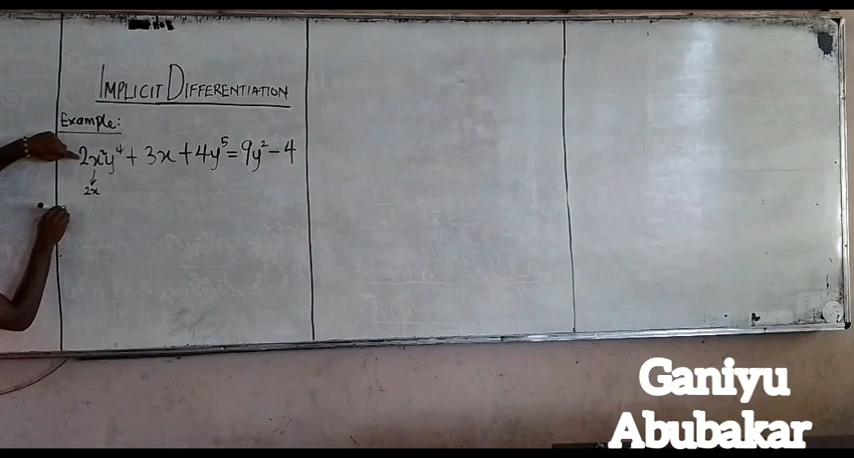 IMPLICIT DIFFERENTIATION
Example:
2x²y⁴ + 3x + 4y⁵ = 9y² - 4
2x
Ganiyu
Abubakar